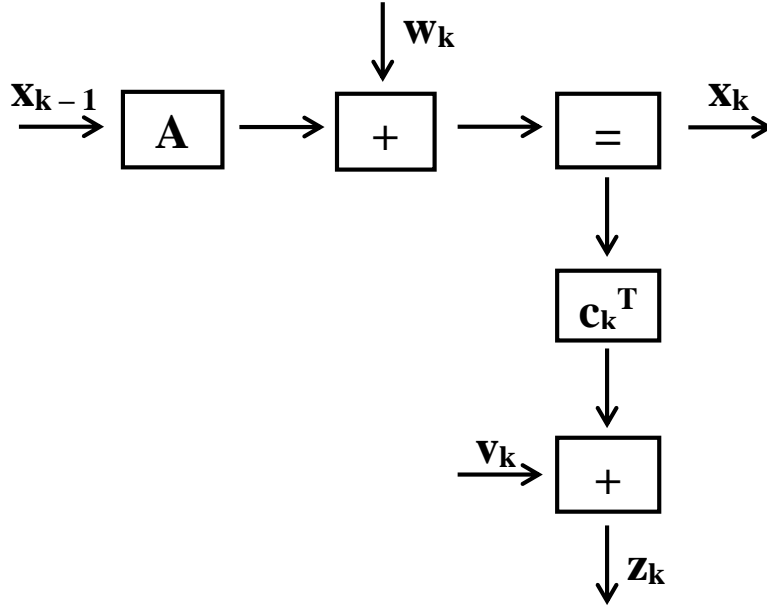 w_k
x_{k – 1} A + = x_k
c_k^T
v_k +
z_k